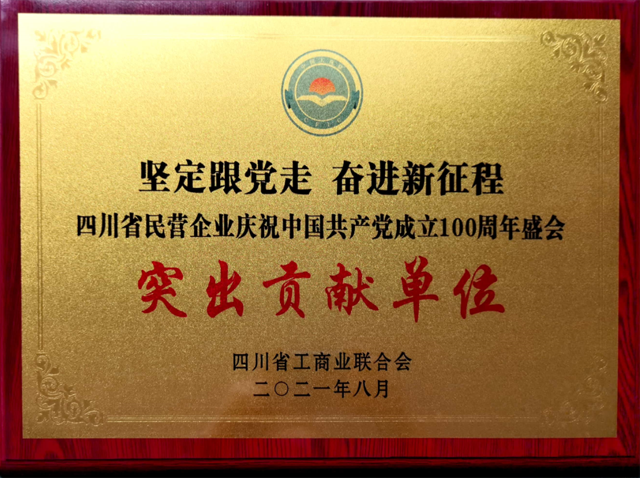 坚定跟党走 奋进新征程
四川省民营企业庆祝中国共产党成立100周年盛会
突出贡献单位
四川省工商业联合会
二〇二一年八月